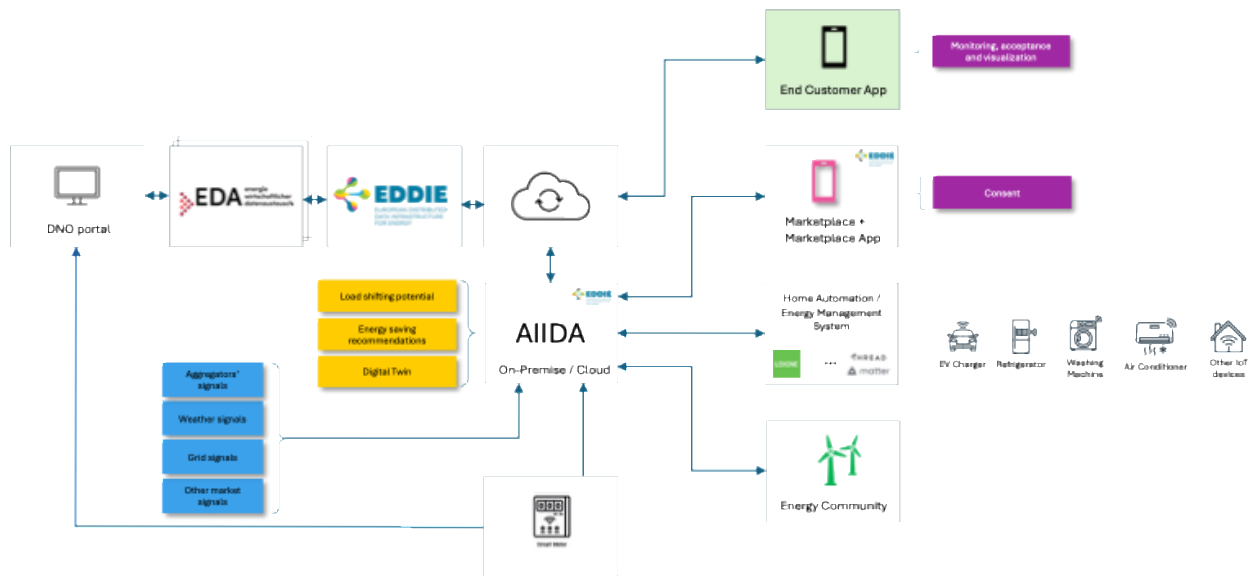 End Customer App
Monitoring, acceptance
and visualization
DNO portal
EDA energie
wirtschaftlicher
datenaustausch
EDDIE
EUROPEAN DISTRIBUTED
DATA INFRASTRUCTURE
FOR ENERGY
EDDIE
Marketplace +
Marketplace App
Consent
Load shifting potential
Energy saving
recommendations
Digital Twin
EDDIE
AIIDA
On-Premise / Cloud
Home Automation /
Energy Management
System
LOXONE
...
THREAD
matter
EV Charger
Refrigerator
Washing
Machine
Air Conditioner
Other IoT
devices
Aggregators'
signals
Weather signals
Grid signals
Other market
signals
Smart Meter
Energy Community